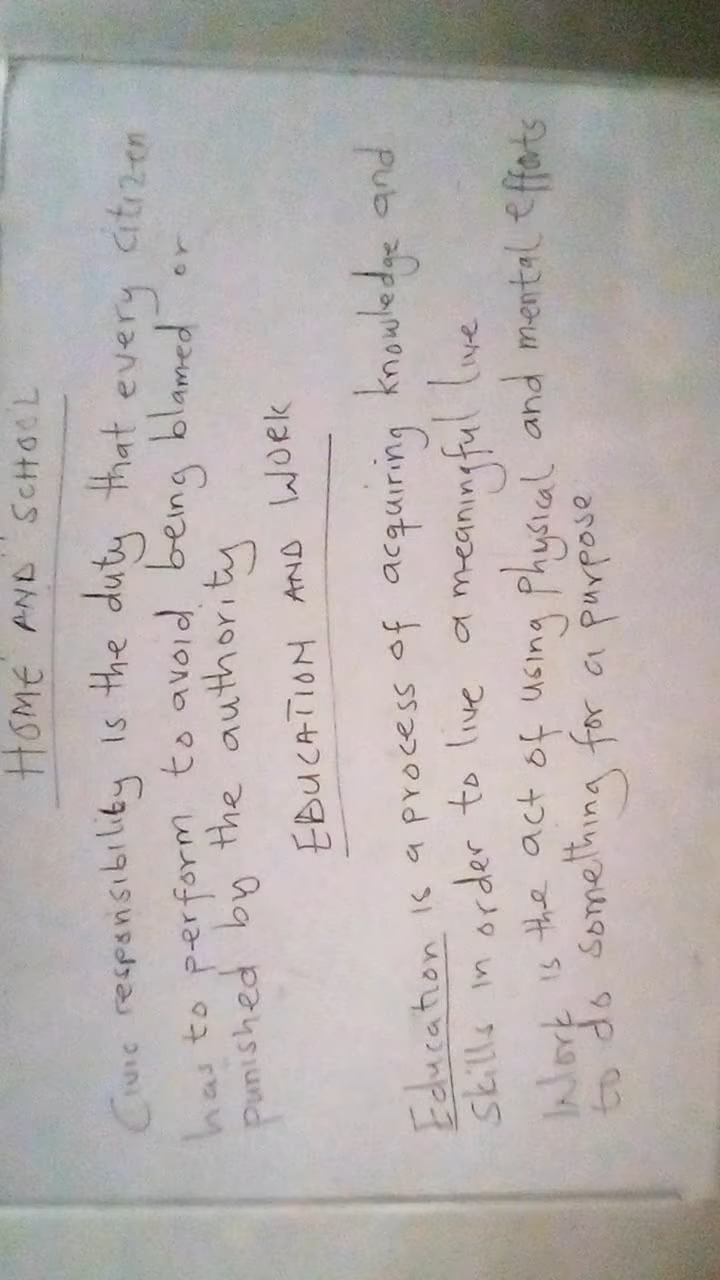 HOME AND SCHOOL
Civic responsibility is the duty that every citizen
has to perform to avoid being blamed or
punished by the authority
EDUCATION AND WORK
Education is a process of acquiring knowledge and
skills in order to live a meaningful live
Work is the act of using physical and mental efforts
to do something for a purpose